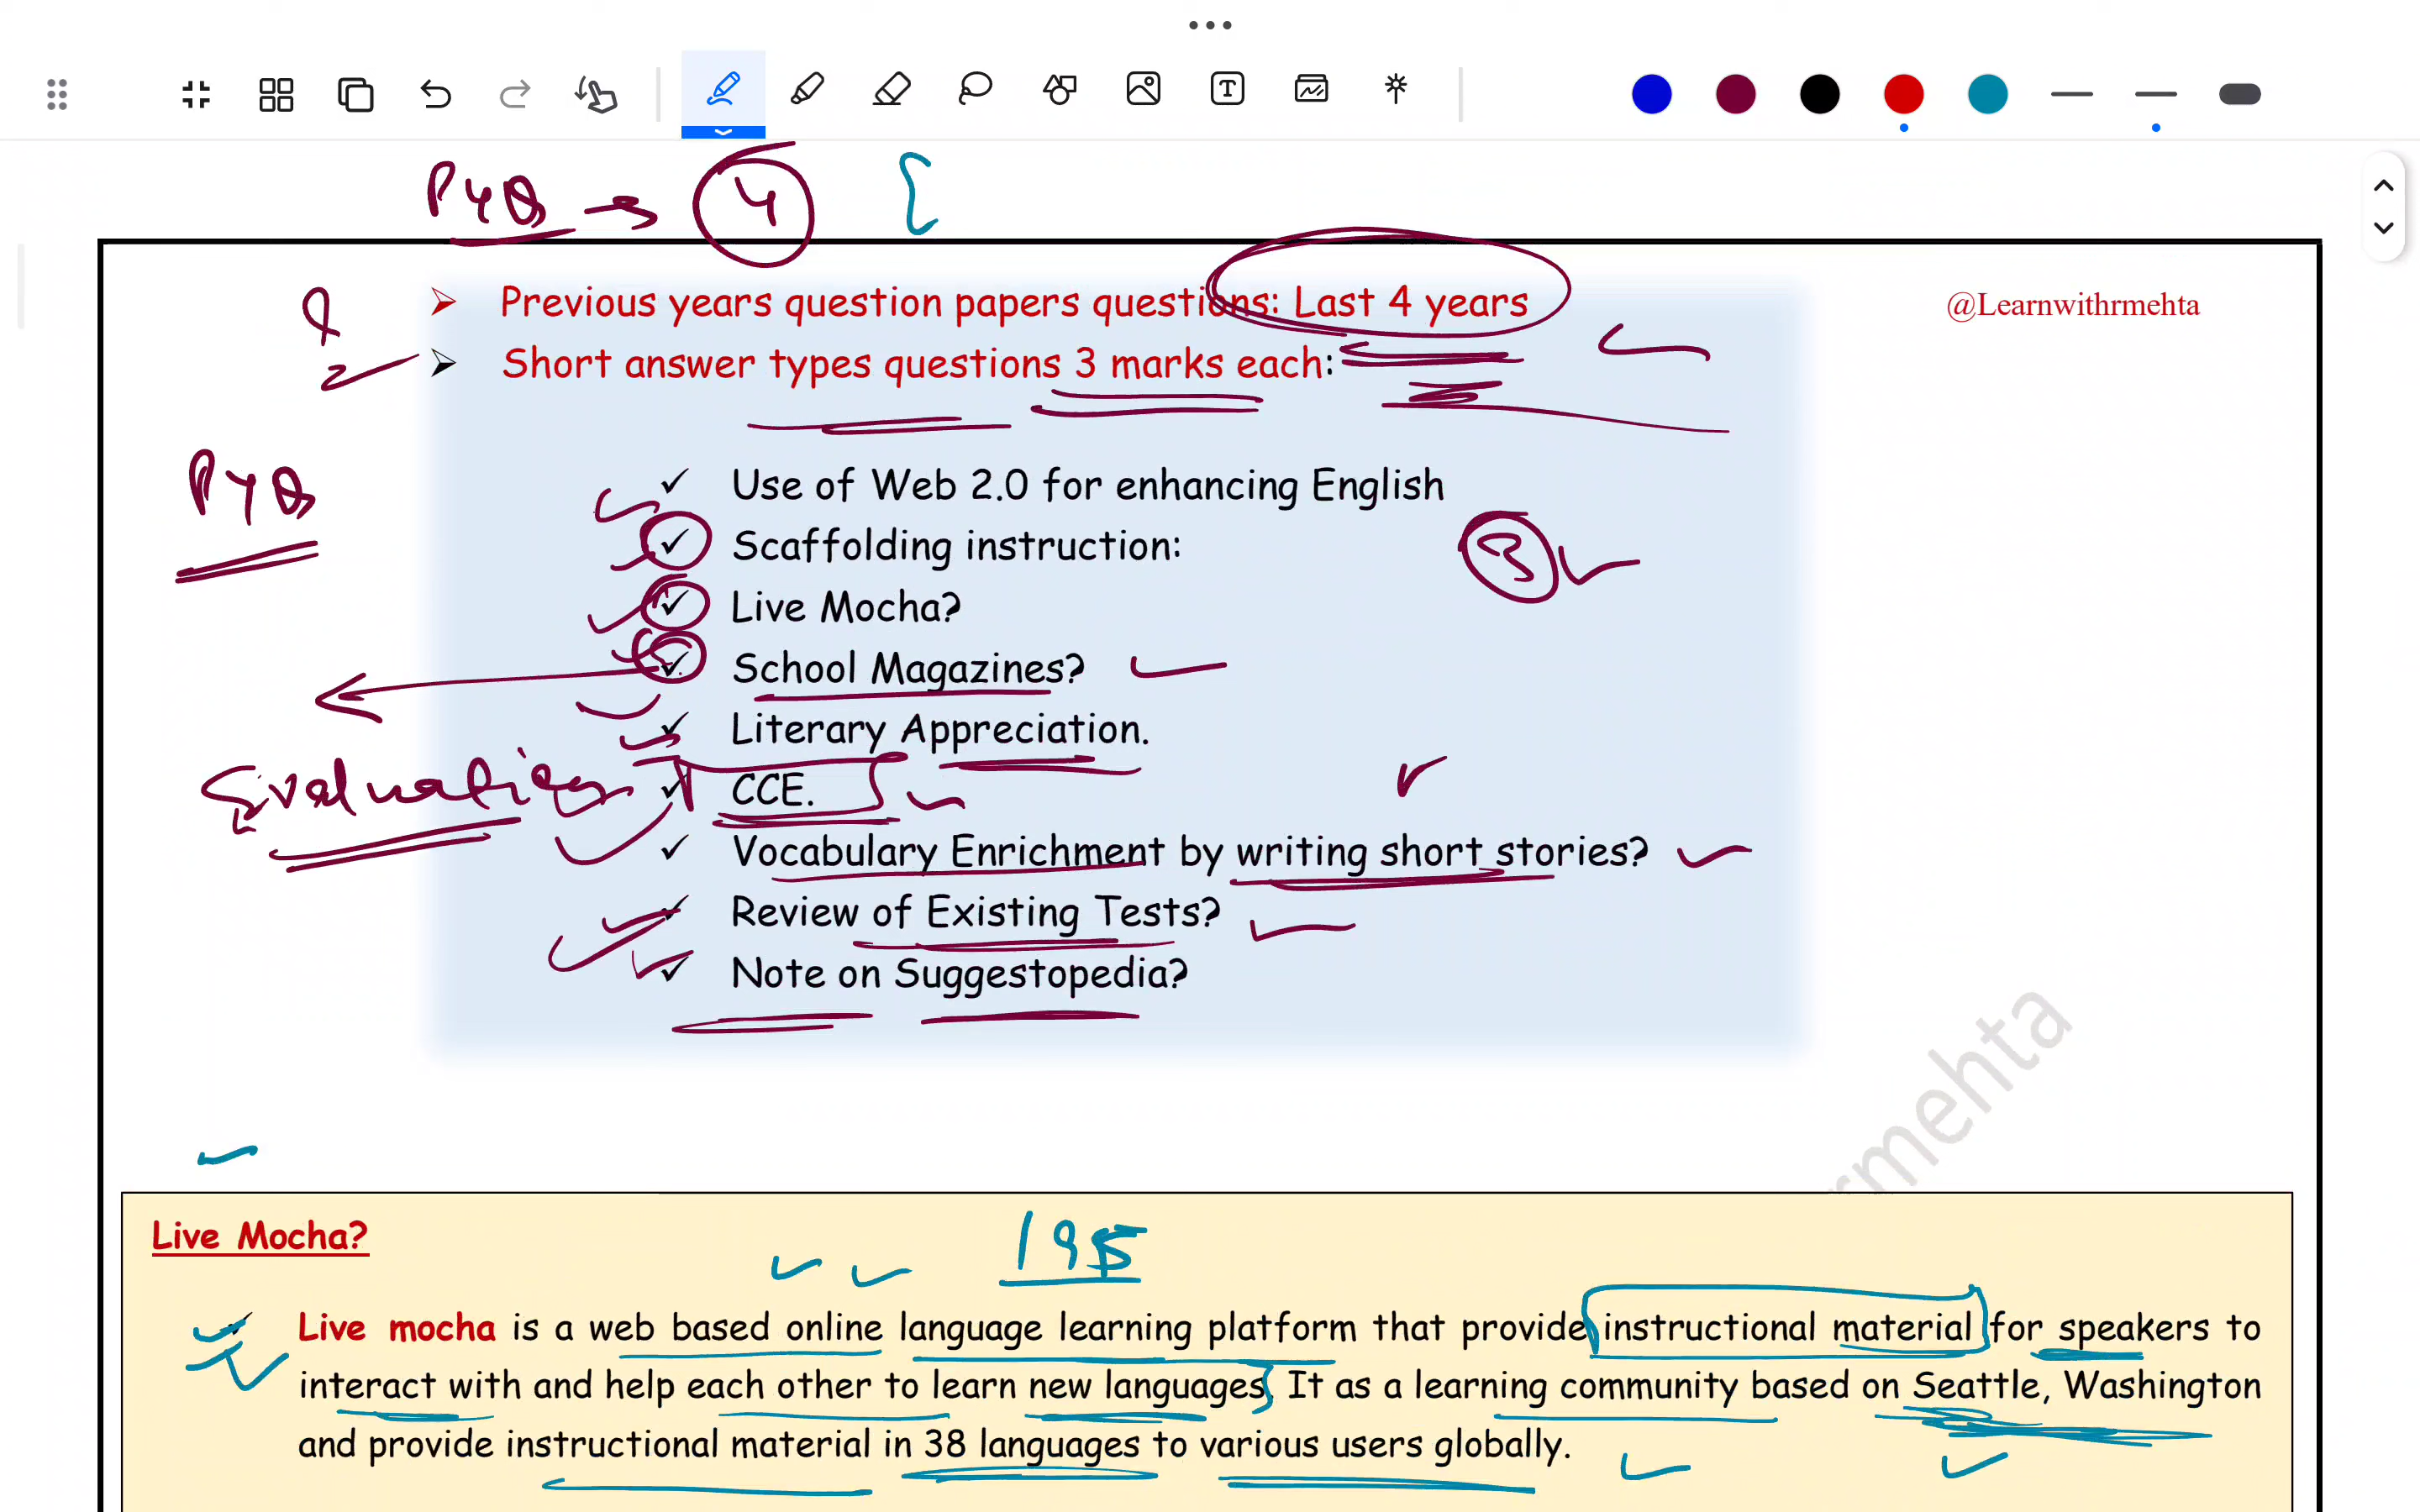 PYQ → 4
Previous years question papers questions: Last 4 years
@Learnwithrmehta
Short answer types questions 3 marks each:
PYQ
Use of Web 2.0 for enhancing English
Scaffolding instruction:
3
Live Mocha?
School Magazines?
Literary Appreciation.
Evaluation
CCE.
Vocabulary Enrichment by writing short stories?
Review of Existing Tests?
Note on Suggestopedia?
rmehta
Live Mocha?
195
Live mocha is a web based online language learning platform that provide instructional material for speakers to
interact with and help each other to learn new languages. It as a learning community based on Seattle, Washington
and provide instructional material in 38 languages to various users globally.